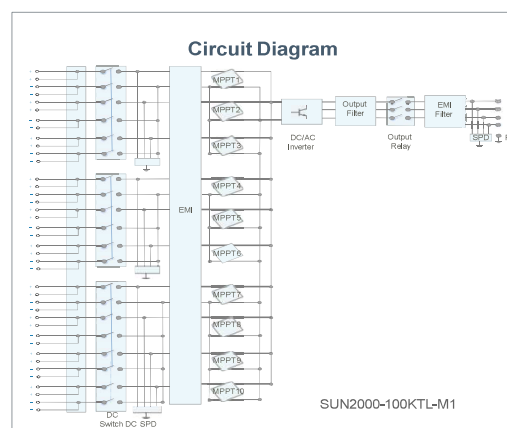 Circuit Diagram
MPPT1
MPPT2
MPPT3
MPPT4
MPPT5
MPPT6
MPPT7
MPPT8
MPPT9
MPPT10
EMI
DC/AC
Inverter
Output
Filter
Output
Relay
EMI
Filter
SPD
DC
Switch DC SPD
SUN2000-100KTL-M1